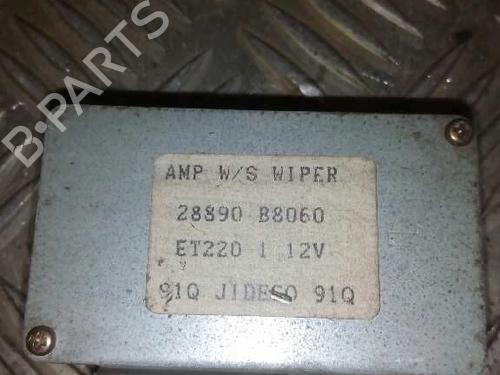 B-PARTS
AMP W/S WIPER
28890 B8060
ET220 1 12V
91Q JIDECO 91Q